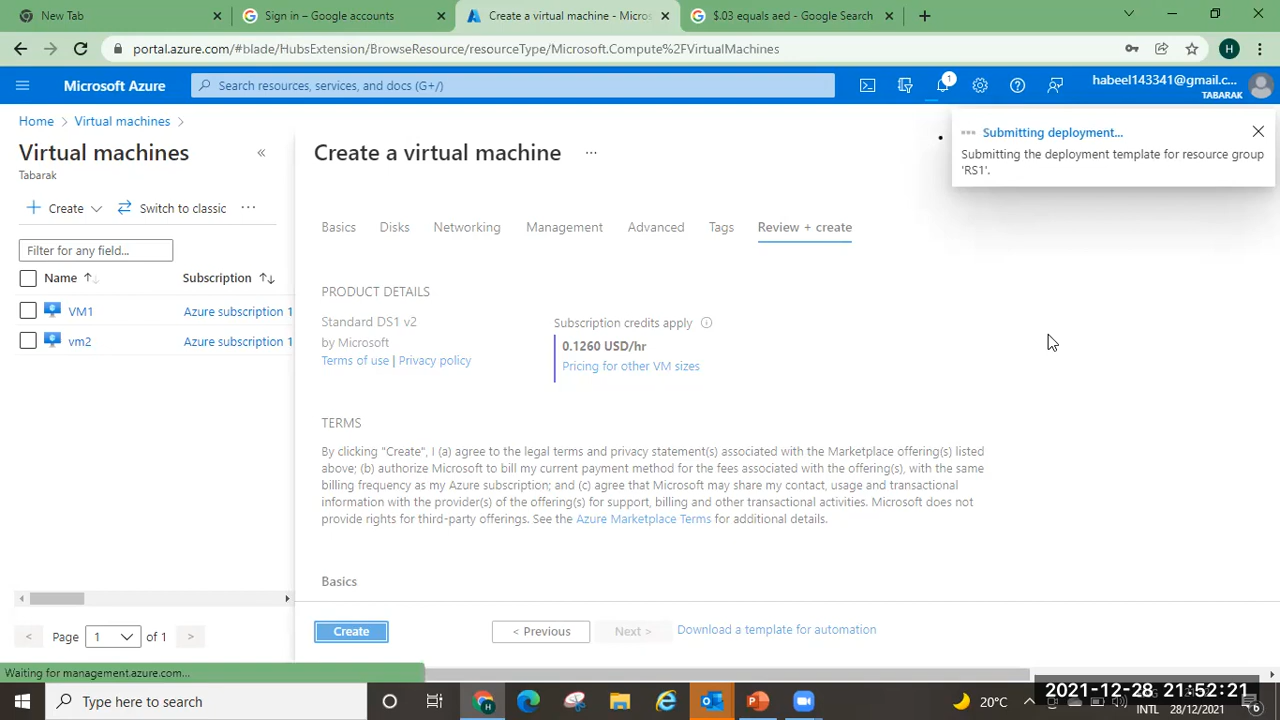 New Tab
Sign in – Google accounts
Create a virtual machine - Micros
$.03 equals aed - Google Search
portal.azure.com/#blade/HubsExtension/BrowseResource/resourceType/Microsoft.Compute%2FVirtualMachines
H
Microsoft Azure
Search resources, services, and docs (G+/)
1
habeel143341@gmail.c...
TABARAK
Home > Virtual machines >
Virtual machines
Tabarak
+ Create
Switch to classic
...
Filter for any field...
Name
Subscription
VM1
Azure subscription 1
vm2
Azure subscription 1
< Page 1 of 1 >
Create a virtual machine ...
Submitting deployment...
Submitting the deployment template for resource group
'RS1'.
Basics
Disks
Networking
Management
Advanced
Tags
Review + create
PRODUCT DETAILS
Standard DS1 v2
by Microsoft
Terms of use | Privacy policy
Subscription credits apply
0.1260 USD/hr
Pricing for other VM sizes
TERMS
By clicking "Create", I (a) agree to the legal terms and privacy statement(s) associated with the Marketplace offering(s) listed
above; (b) authorize Microsoft to bill my current payment method for the fees associated with the offering(s), with the same
billing frequency as my Azure subscription; and (c) agree that Microsoft may share my contact, usage and transactional
information with the provider(s) of the offering(s) for support, billing and other transactional activities. Microsoft does not
provide rights for third-party offerings. See the Azure Marketplace Terms for additional details.
Basics
Create
< Previous
Next >
Download a template for automation
Waiting for management.azure.com...
Type here to search
20°C
2021-12-28 21:52:21
INTL
28/12/2021
6